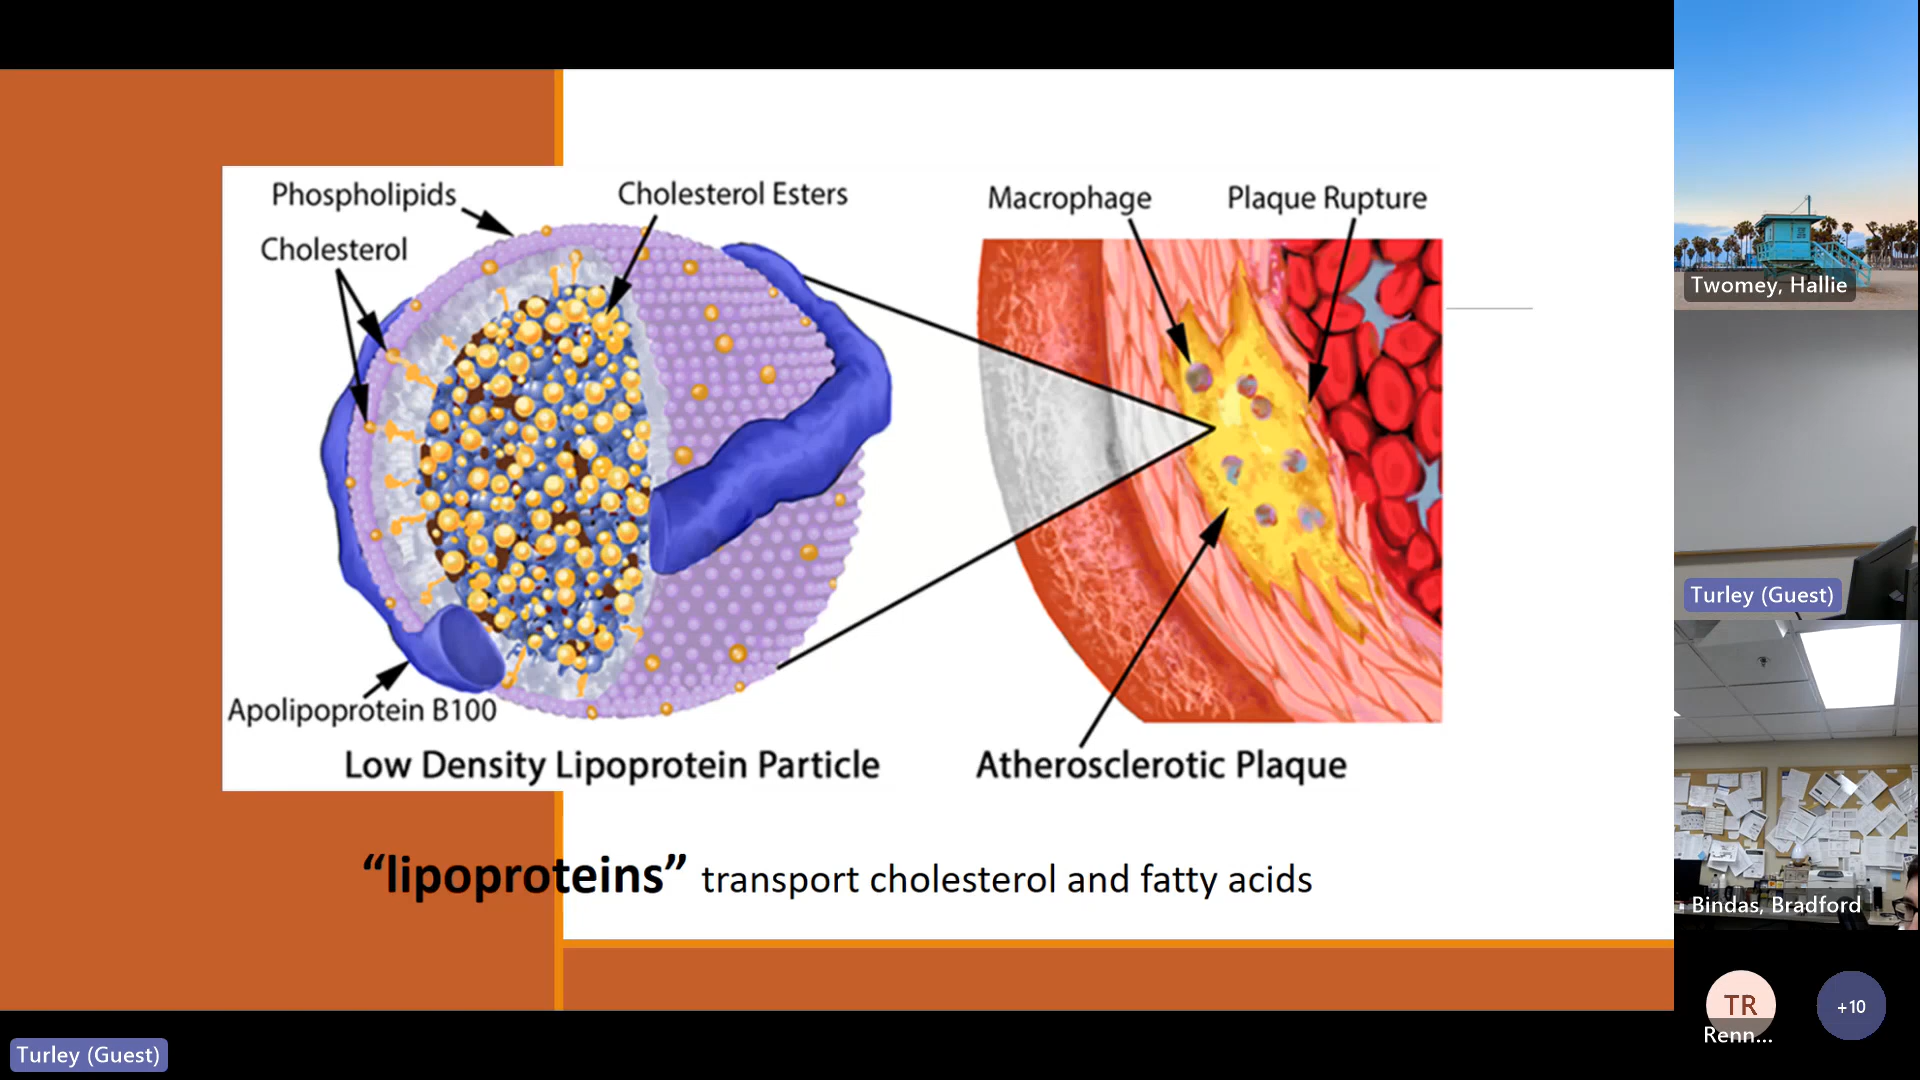 Phospholipids
Cholesterol Esters
Cholesterol
Macrophage
Plaque Rupture
Apolipoprotein B100
Low Density Lipoprotein Particle
Atherosclerotic Plaque
“lipoproteins” transport cholesterol and fatty acids
Twomey, Hallie
Turley (Guest)
Bindas, Bradford
TR
Renn...
+10
Turley (Guest)